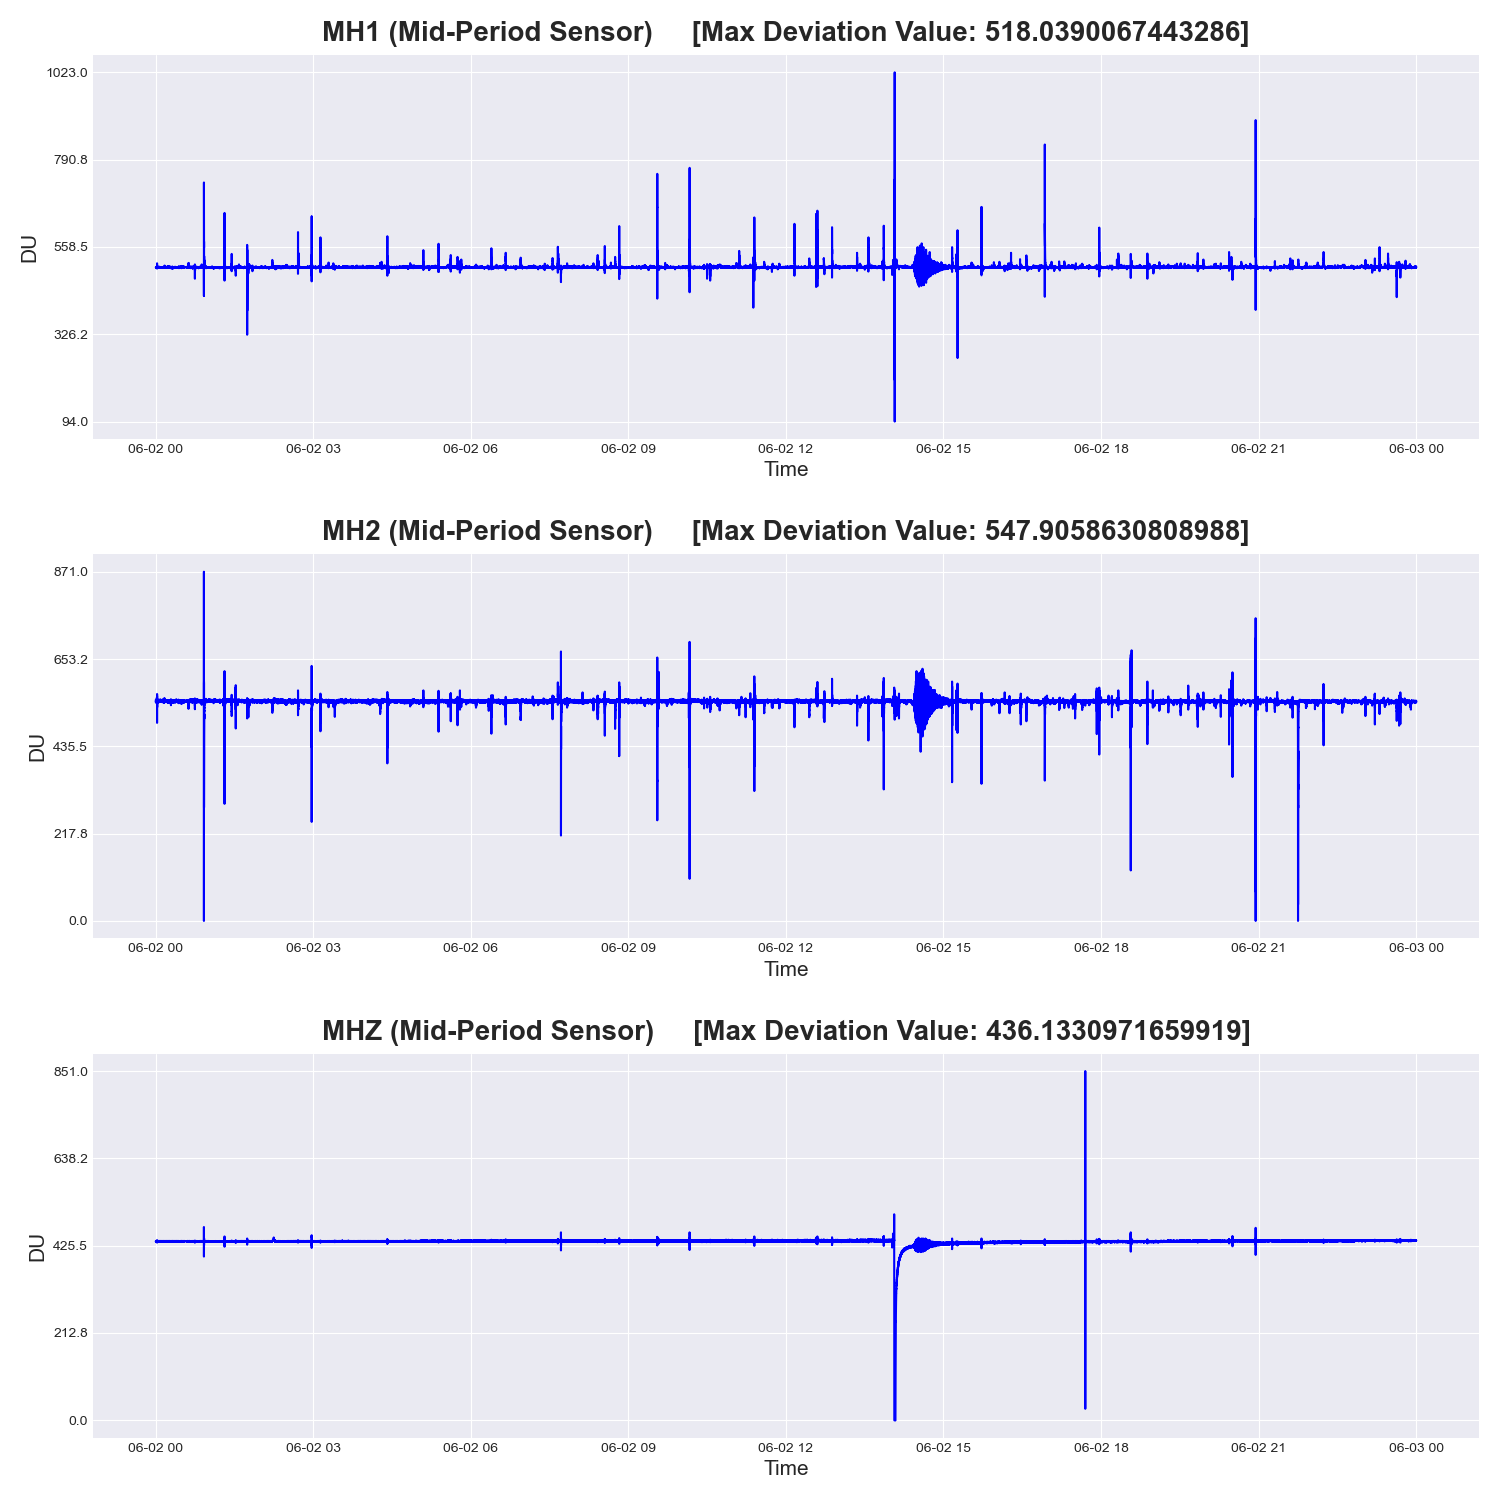 MH1 (Mid-Period Sensor) [Max Deviation Value: 518.0390067443286]
1023.0
790.8
558.5
326.2
94.0
DU
06-02 00 06-02 03 06-02 06 06-02 09 06-02 12 06-02 15 06-02 18 06-02 21 06-03 00
Time
MH2 (Mid-Period Sensor) [Max Deviation Value: 547.9058630808988]
871.0
653.2
435.5
217.8
0.0
DU
06-02 00 06-02 03 06-02 06 06-02 09 06-02 12 06-02 15 06-02 18 06-02 21 06-03 00
Time
MHZ (Mid-Period Sensor) [Max Deviation Value: 436.1330971659919]
851.0
638.2
425.5
212.8
0.0
DU
06-02 00 06-02 03 06-02 06 06-02 09 06-02 12 06-02 15 06-02 18 06-02 21 06-03 00
Time